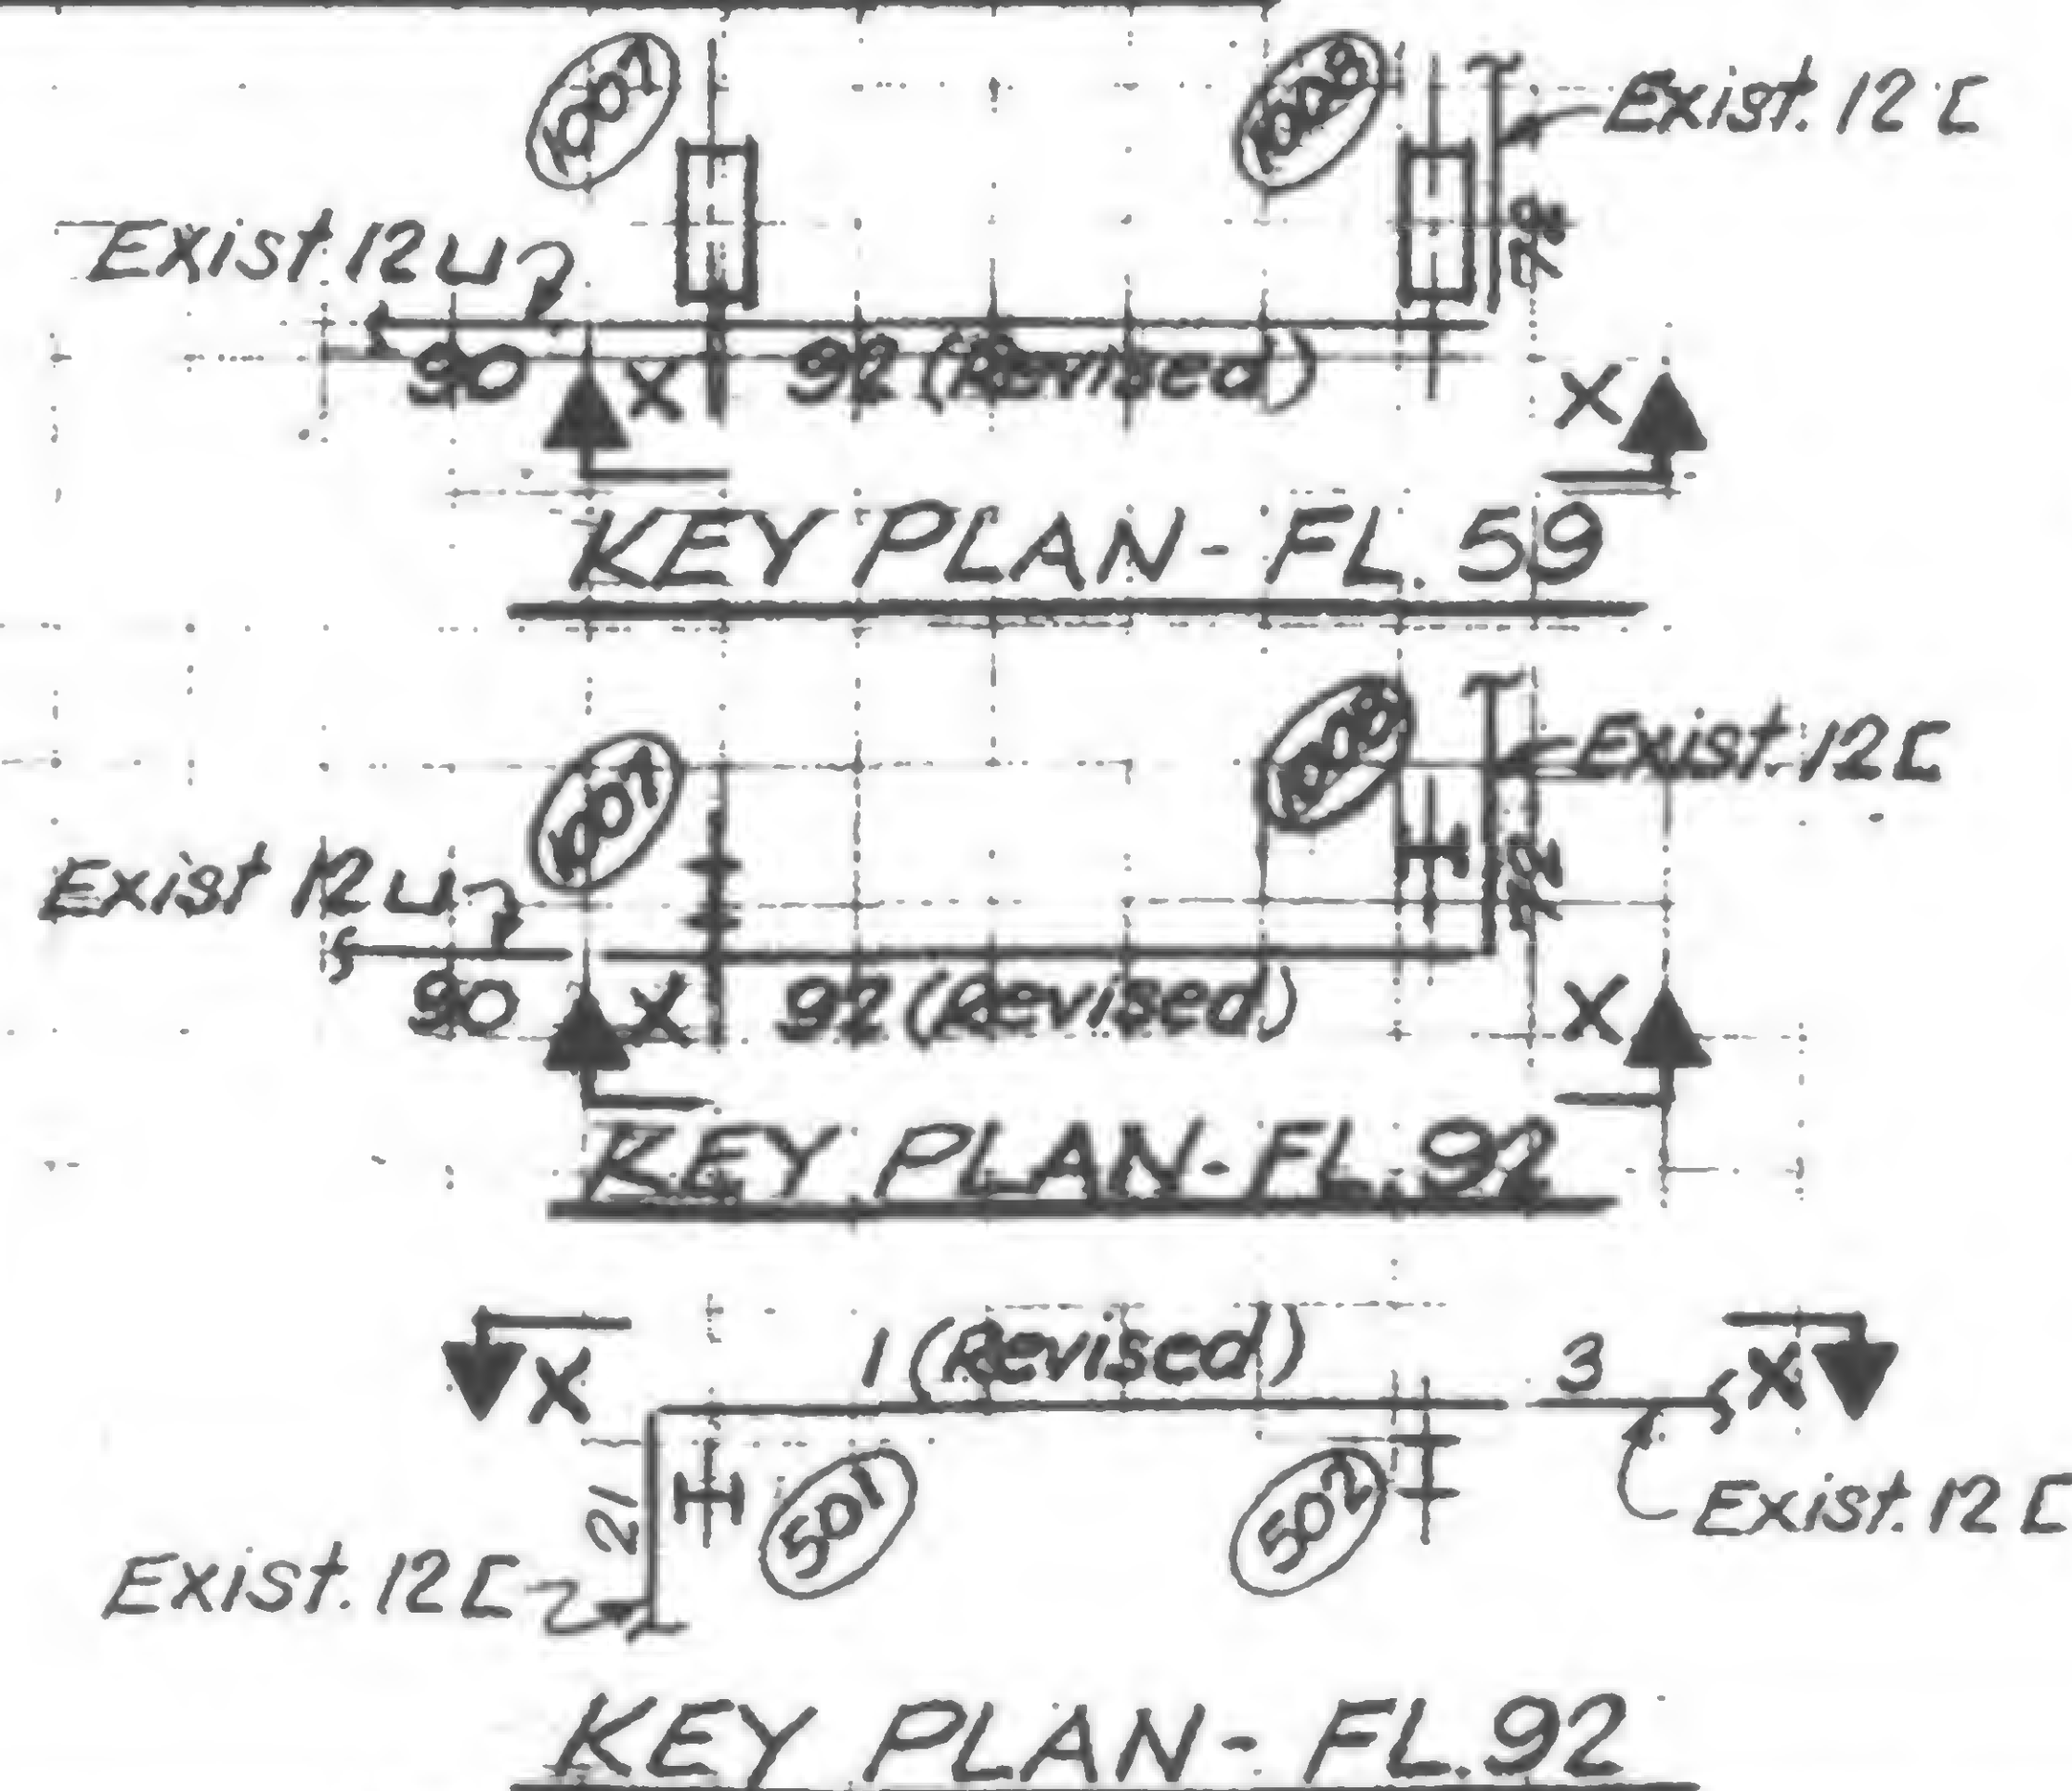 1007
1008
Exist. 12 [
Exist. 12 ⊔
79
90 X 92 (Revised) X
KEY PLAN - FL. 59
1007
1008
Exist. 12 [
Exist 12 ⊔
79
90 X 92 (Revised) X
KEY PLAN - FL. 92
X 1 (Revised) 3 X
21 501 502
Exist. 12 [
Exist. 12 [
KEY PLAN - FL. 92